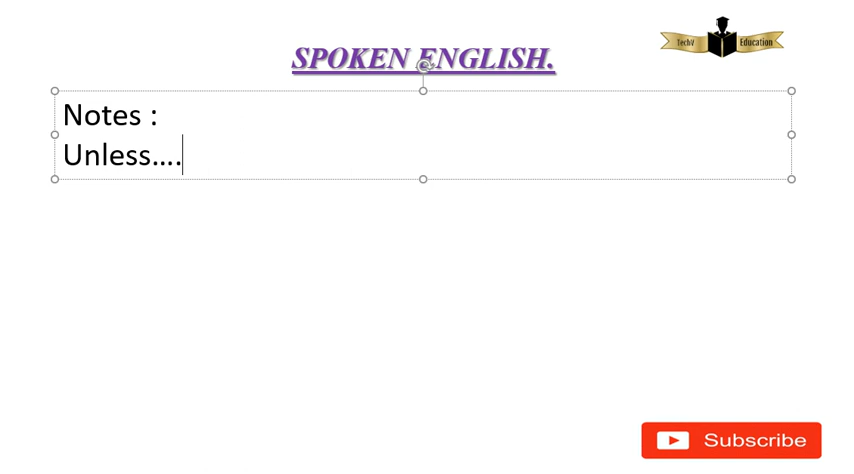 SPOKEN ENGLISH.
TechV Education
Notes :
Unless....
Subscribe